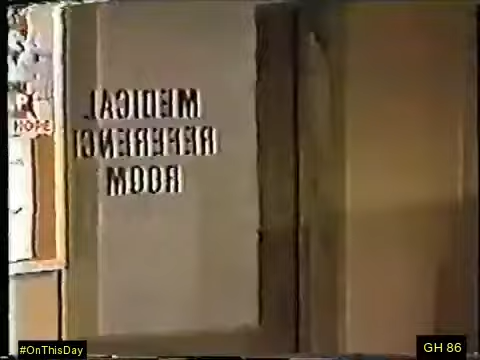 MEDICAL
REFERENCE
ROOM
HOPE
#OnThisDay
GH 86